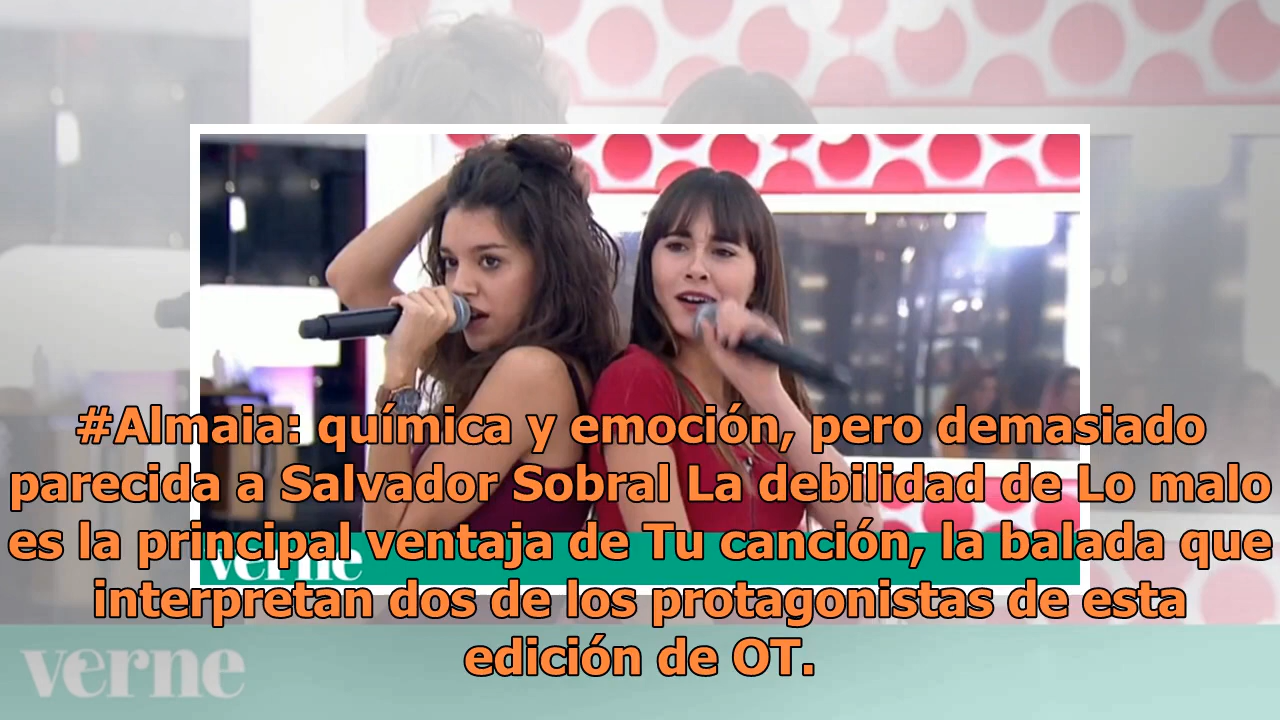 #Almaia: química y emoción, pero demasiado
parecida a Salvador Sobral La debilidad de Lo malo
es la principal ventaja de Tu canción, la balada que
verne
interpretan dos de los protagonistas de esta
edición de OT.
verne